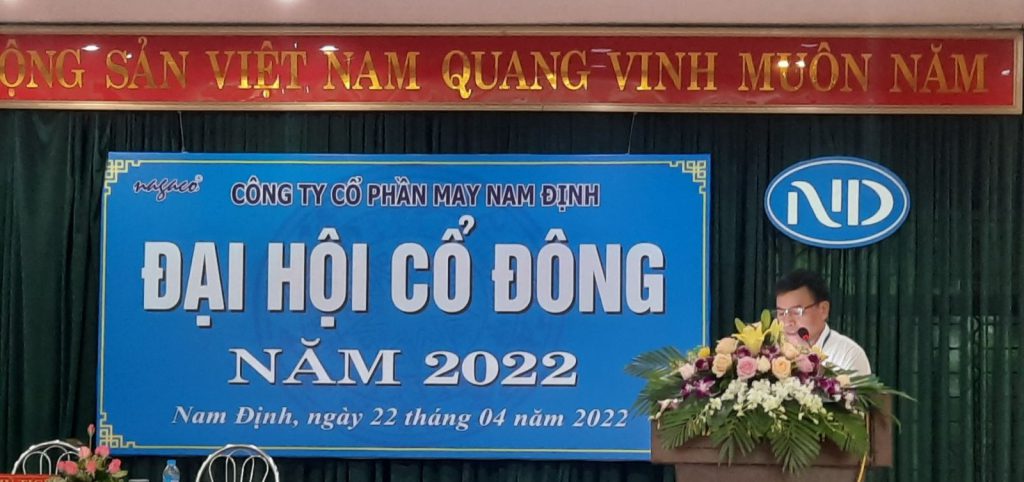 ỘNG SẢN VIỆT NAM QUANG VINH MUÔN NĂM
nagaco
CÔNG TY CỔ PHẦN MAY NAM ĐỊNH
ND
ĐẠI HỘI CỔ ĐÔNG
NĂM 2022
Nam Định, ngày 22 tháng 04 năm 2022